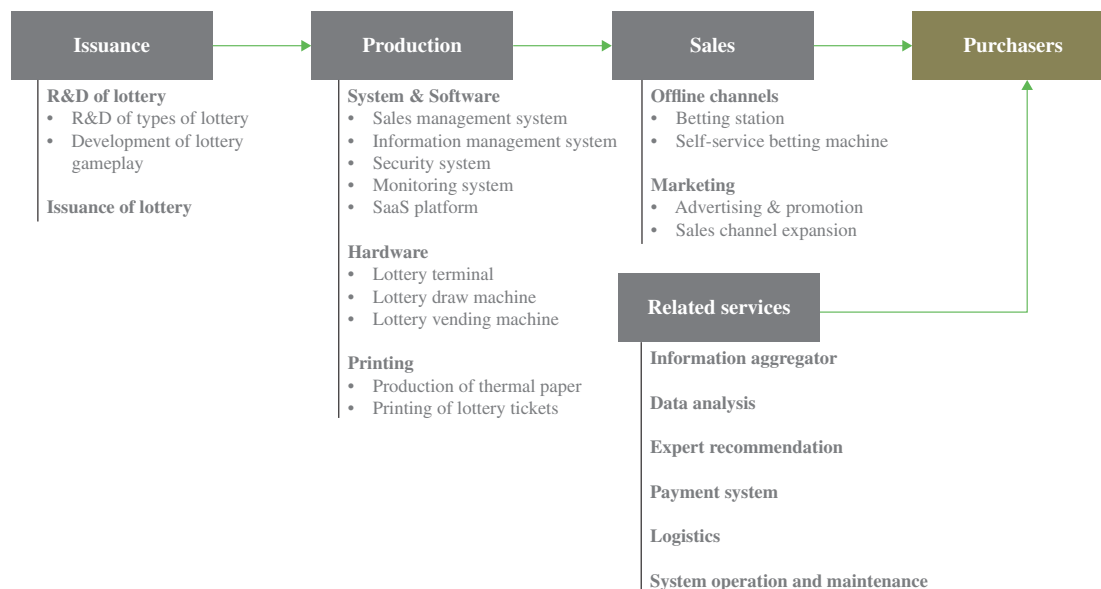 Issuance
R&D of lottery
• R&D of types of lottery
• Development of lottery
gameplay
Issuance of lottery
Production
System & Software
• Sales management system
• Information management system
• Security system
• Monitoring system
• SaaS platform
Hardware
• Lottery terminal
• Lottery draw machine
• Lottery vending machine
Printing
• Production of thermal paper
• Printing of lottery tickets
Sales
Offline channels
• Betting station
• Self-service betting machine
Marketing
• Advertising & promotion
• Sales channel expansion
Related services
Information aggregator
Data analysis
Expert recommendation
Payment system
Logistics
System operation and maintenance
Purchasers